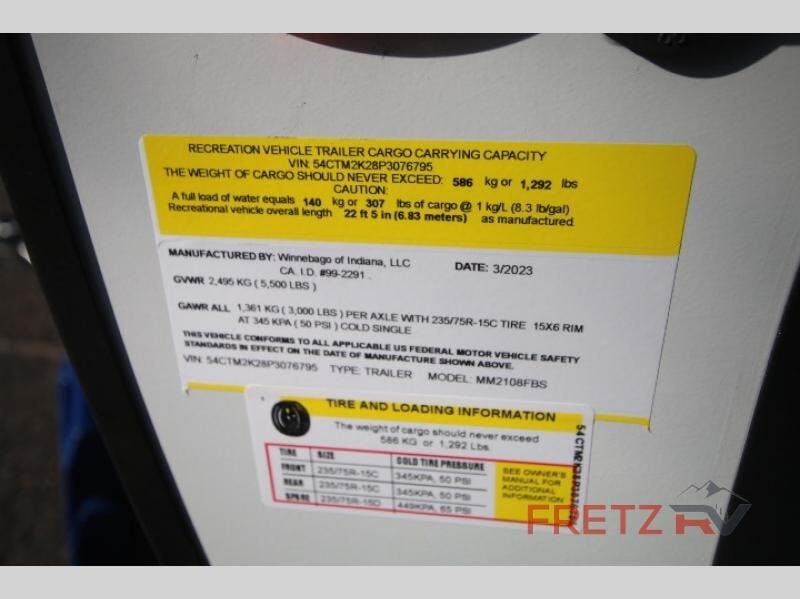 RECREATION VEHICLE TRAILER CARGO CARRYING CAPACITY
VIN: 54CTM2K28P3076795
THE WEIGHT OF CARGO SHOULD NEVER EXCEED: 586 kg or 1,292 lbs
CAUTION:
A full load of water equals 140 kg or 307 lbs of cargo @ 1 kg/L (8.3 lb/gal)
Recreational vehicle overall length 22 ft 5 in (6.83 meters) as manufactured.
MANUFACTURED BY: Winnebago of Indiana, LLC DATE: 3/2023
CA. I.D. #99-2291 .
GVWR 2,495 KG ( 5,500 LBS )
GAWR ALL 1,361 KG ( 3,000 LBS ) PER AXLE WITH 235/75R-15C TIRE 15X6 RIM
AT 345 KPA ( 50 PSI ) COLD SINGLE
THIS VEHICLE CONFORMS TO ALL APPLICABLE US FEDERAL MOTOR VEHICLE SAFETY
STANDARDS IN EFFECT ON THE DATE OF MANUFACTURE SHOWN ABOVE.
VIN: 54CTM2K28P3076795 TYPE: TRAILER MODEL: MM2108FBS
TIRE AND LOADING INFORMATION
The weight of cargo should never exceed
586 KG or 1,292 Lbs.
TIRE SIZE COLD TIRE PRESSURE
FRONT 235/75R-15C 345KPA, 50 PSI
REAR 235/75R-15C 345KPA, 50 PSI
SPARE 235/75R-15D 449KPA, 65 PSI
SEE OWNER'S
MANUAL FOR
ADDITIONAL
INFORMATION
FRETZ RV